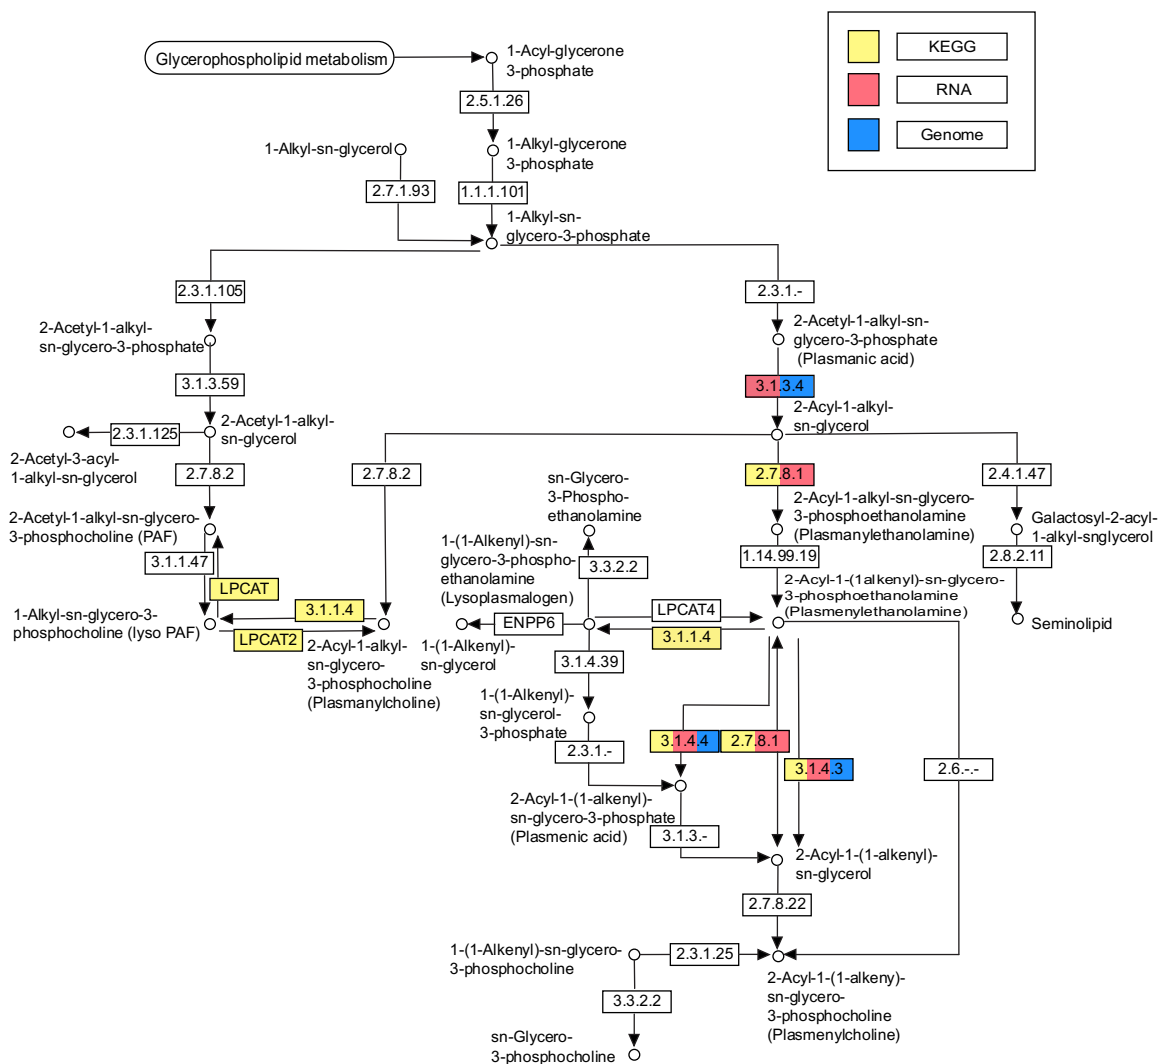 Glycerophospholipid metabolism
1-Acyl-glycerone
3-phosphate
KEGG
RNA
Genome
2.5.1.26
1-Alkyl-sn-glycerol
1-Alkyl-glycerone
3-phosphate
2.7.1.93
1.1.1.101
1-Alkyl-sn-
glycero-3-phosphate
2.3.1.105
2.3.1.-
2-Acetyl-1-alkyl-
sn-glycero-3-phosphate
2-Acetyl-1-alkyl-sn-
glycero-3-phosphate
(Plasmanic acid)
3.1.3.59
3.1.3.4
2-Acetyl-1-alkyl-
sn-glycerol
2-Acyl-1-alkyl-
sn-glycerol
2.3.1.125
2-Acetyl-3-acyl-
1-alkyl-sn-glycerol
2.7.8.2
2.7.8.2
2.7.8.1
2.4.1.47
sn-Glycero-
3-Phospho-
ethanolamine
2-Acyl-1-alkyl-sn-glycero-
3-phosphoethanolamine
(Plasmanylethanolamine)
Galactosyl-2-acyl-
1-alkyl-snglycerol
2-Acetyl-1-alkyl-sn-glycero-
3-phosphocholine (PAF)
3.1.1.47
1-(1-Alkenyl)-sn-
glycero-3-phospho-
ethanolamine
(Lysoplasmalogen)
3.3.2.2
1.14.99.19
2.8.2.11
2-Acyl-1-(1alkenyl)-sn-glycero-
3-phosphoethanolamine
(Plasmenylethanolamine)
LPCAT
3.1.1.4
LPCAT4
1-Alkyl-sn-glycero-3-
phosphocholine (lyso PAF)
LPCAT2
ENPP6
3.1.1.4
Seminolipid
2-Acyl-1-alkyl-
sn-glycero-
3-phosphocholine
(Plasmanylcholine)
1-(1-Alkenyl)-
sn-glycerol
3.1.4.39
1-(1-Alkenyl)-
sn-glycerol-
3-phosphate
2.3.1.-
3.1.4.4
2.7.8.1
3.1.4.3
2.6.-.-
2-Acyl-1-(1-alkenyl)-
sn-glycero-3-phosphate
(Plasmenic acid)
3.1.3.-
2-Acyl-1-(1-alkenyl)-
sn-glycerol
2.7.8.22
1-(1-Alkenyl)-sn-glycero-
3-phosphocholine
2.3.1.25
2-Acyl-1-(1-alkeny)-
sn-glycero-
3-phosphocholine
(Plasmenylcholine)
3.3.2.2
sn-Glycero-
3-phosphocholine